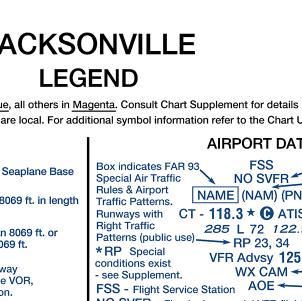 ACKSONVILLE
LEGEND
ue, all others in Magenta. Consult Chart Supplement for details
are local. For additional symbol information refer to the Chart U
AIRPORT DAT
Seaplane Base
8069 ft. in length
an 8069 ft. or
069 ft.
way
e VOR,
on.
Box indicates FAR 93
Special Air Traffic
Rules & Airport
Traffic Patterns.
Runways with
Right Traffic
Patterns (public use)
*RP Special
conditions exist
- see Supplement.
FSS - Flight Service Station
FSS
NO SVFR
NAME (NAM) (PN
CT - 118.3 ★ C ATIS
285 L 72 122.
RP 23, 34
VFR Advsy 125
WX CAM
AOE